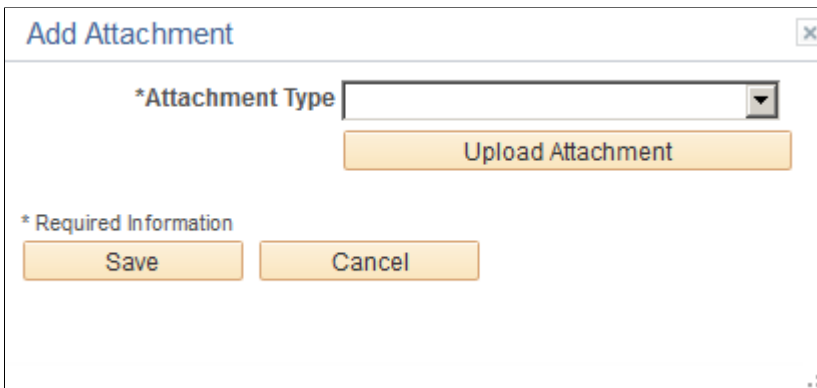 Add Attachment
*Attachment Type
Upload Attachment
* Required Information
Save Cancel